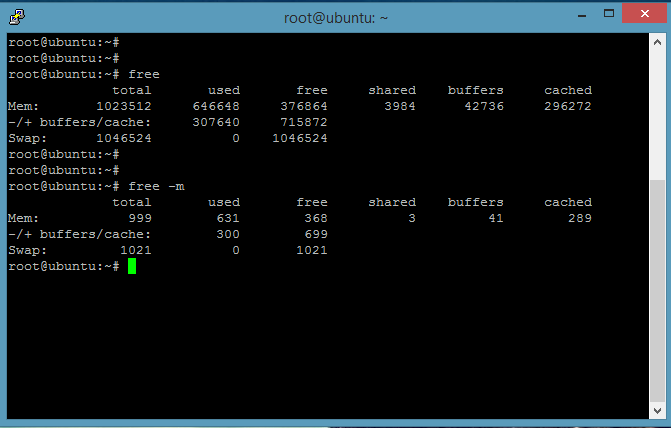 root@ubuntu: ~
root@ubuntu:~#
root@ubuntu:~#
root@ubuntu:~# free
             total       used       free     shared    buffers     cached
Mem:       1023512     646648     376864       3984      42736     296272
-/+ buffers/cache:     307640     715872
Swap:      1046524          0    1046524
root@ubuntu:~#
root@ubuntu:~#
root@ubuntu:~# free -m
             total       used       free     shared    buffers     cached
Mem:           999        631        368          3         41        289
-/+ buffers/cache:        300        699
Swap:         1021          0       1021
root@ubuntu:~#